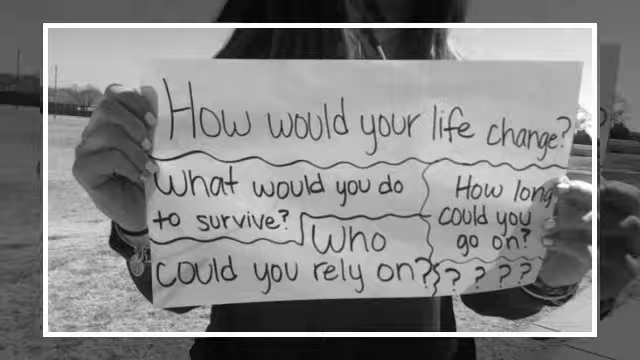 How would your life change?
What would you do
to survive?
How long
could you
go on?
Who
could you rely on?
? ? ? ?